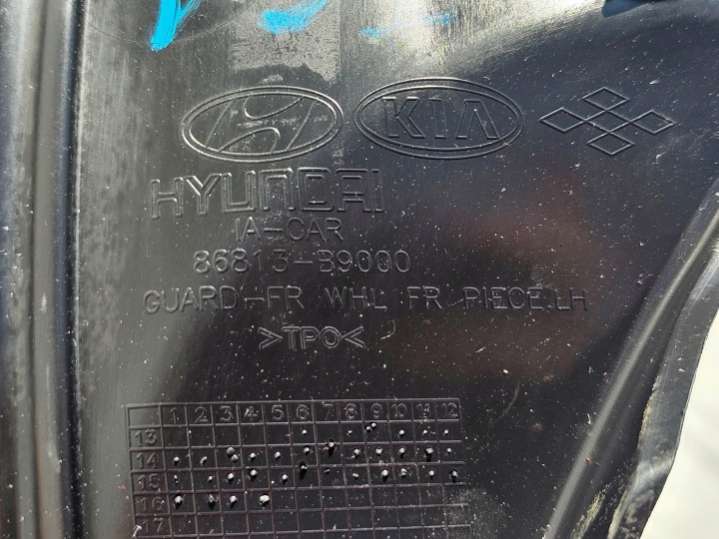 KIA
HYUNDAI
IA-CAR
86813-B9000
GUARD-FR WHL FR PIECE,LH
>TPO<
1 2 3 4 5 6 7 8 9 10 11 12
13
14
15
16
17